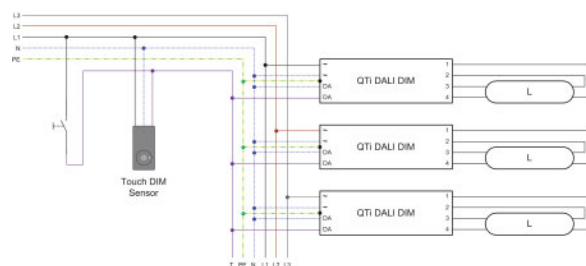 L3
L2
L1
N
PE
~ 1
~ 2
DA 3
DA 4
QTi DALI DIM
L
~ 1
~ 2
DA 3
DA 4
QTi DALI DIM
L
Touch DIM
Sensor
~ 1
~ 2
DA 3
DA 4
QTi DALI DIM
L
T PE N L1 L2 L3